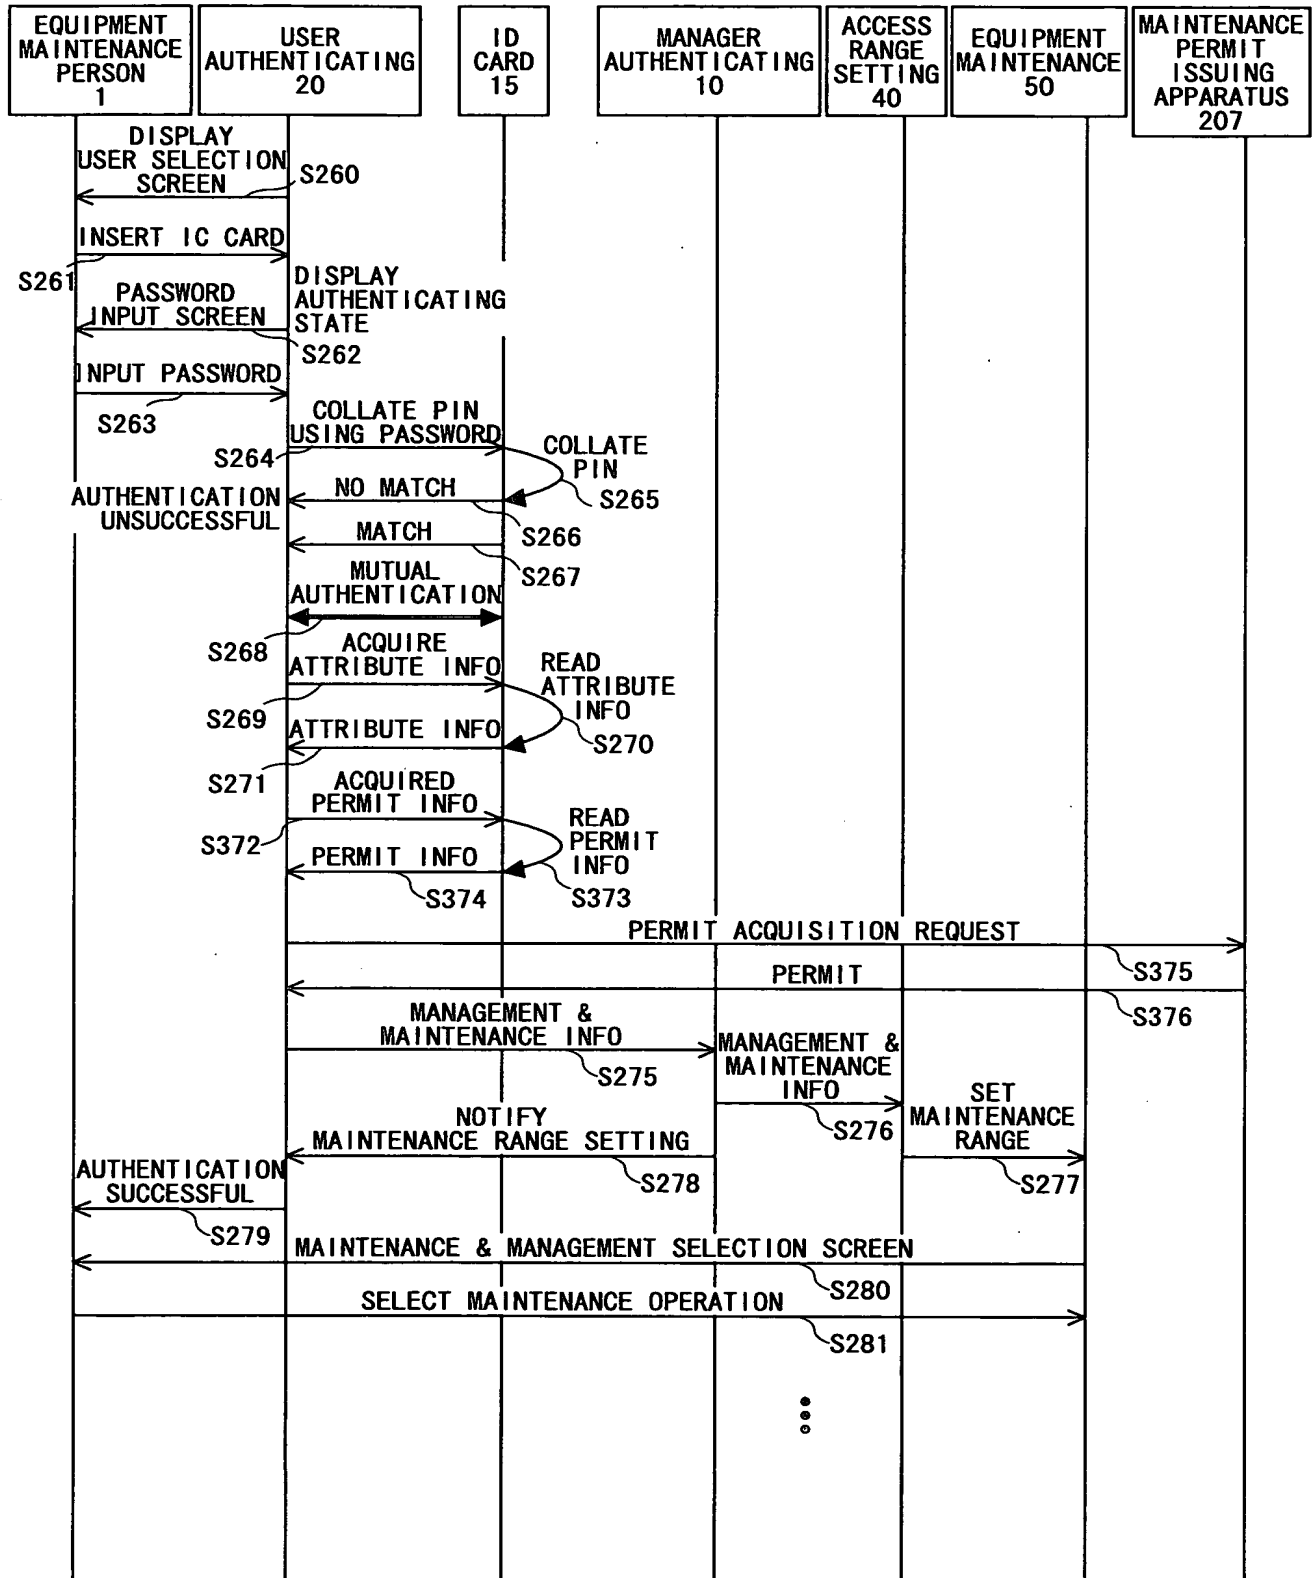 EQUIPMENT
MAINTENANCE
PERSON
1
USER
AUTHENTICATING
20
ID
CARD
15
MANAGER
AUTHENTICATING
10
ACCESS
RANGE
SETTING
40
EQUIPMENT
MAINTENANCE
50
MAINTENANCE
PERMIT
ISSUING
APPARATUS
207
DISPLAY
USER SELECTION
SCREEN
S260
INSERT IC CARD
S261
DISPLAY
AUTHENTICATING
STATE
PASSWORD
INPUT SCREEN
S262
INPUT PASSWORD
S263
COLLATE PIN
USING PASSWORD
S264
COLLATE
PIN
S265
NO MATCH
AUTHENTICATION
UNSUCCESSFUL
S266
MATCH
S267
MUTUAL
AUTHENTICATION
S268
ACQUIRE
ATTRIBUTE INFO
S269
READ
ATTRIBUTE
INFO
S270
ATTRIBUTE INFO
S271
ACQUIRED
PERMIT INFO
S372
READ
PERMIT
INFO
S373
PERMIT INFO
S374
PERMIT ACQUISITION REQUEST
S375
PERMIT
S376
MANAGEMENT &
MAINTENANCE INFO
S275
MANAGEMENT &
MAINTENANCE
INFO
S276
SET
MAINTENANCE
RANGE
S277
NOTIFY
MAINTENANCE RANGE SETTING
S278
AUTHENTICATION
SUCCESSFUL
S279
MAINTENANCE & MANAGEMENT SELECTION SCREEN
S280
SELECT MAINTENANCE OPERATION
S281